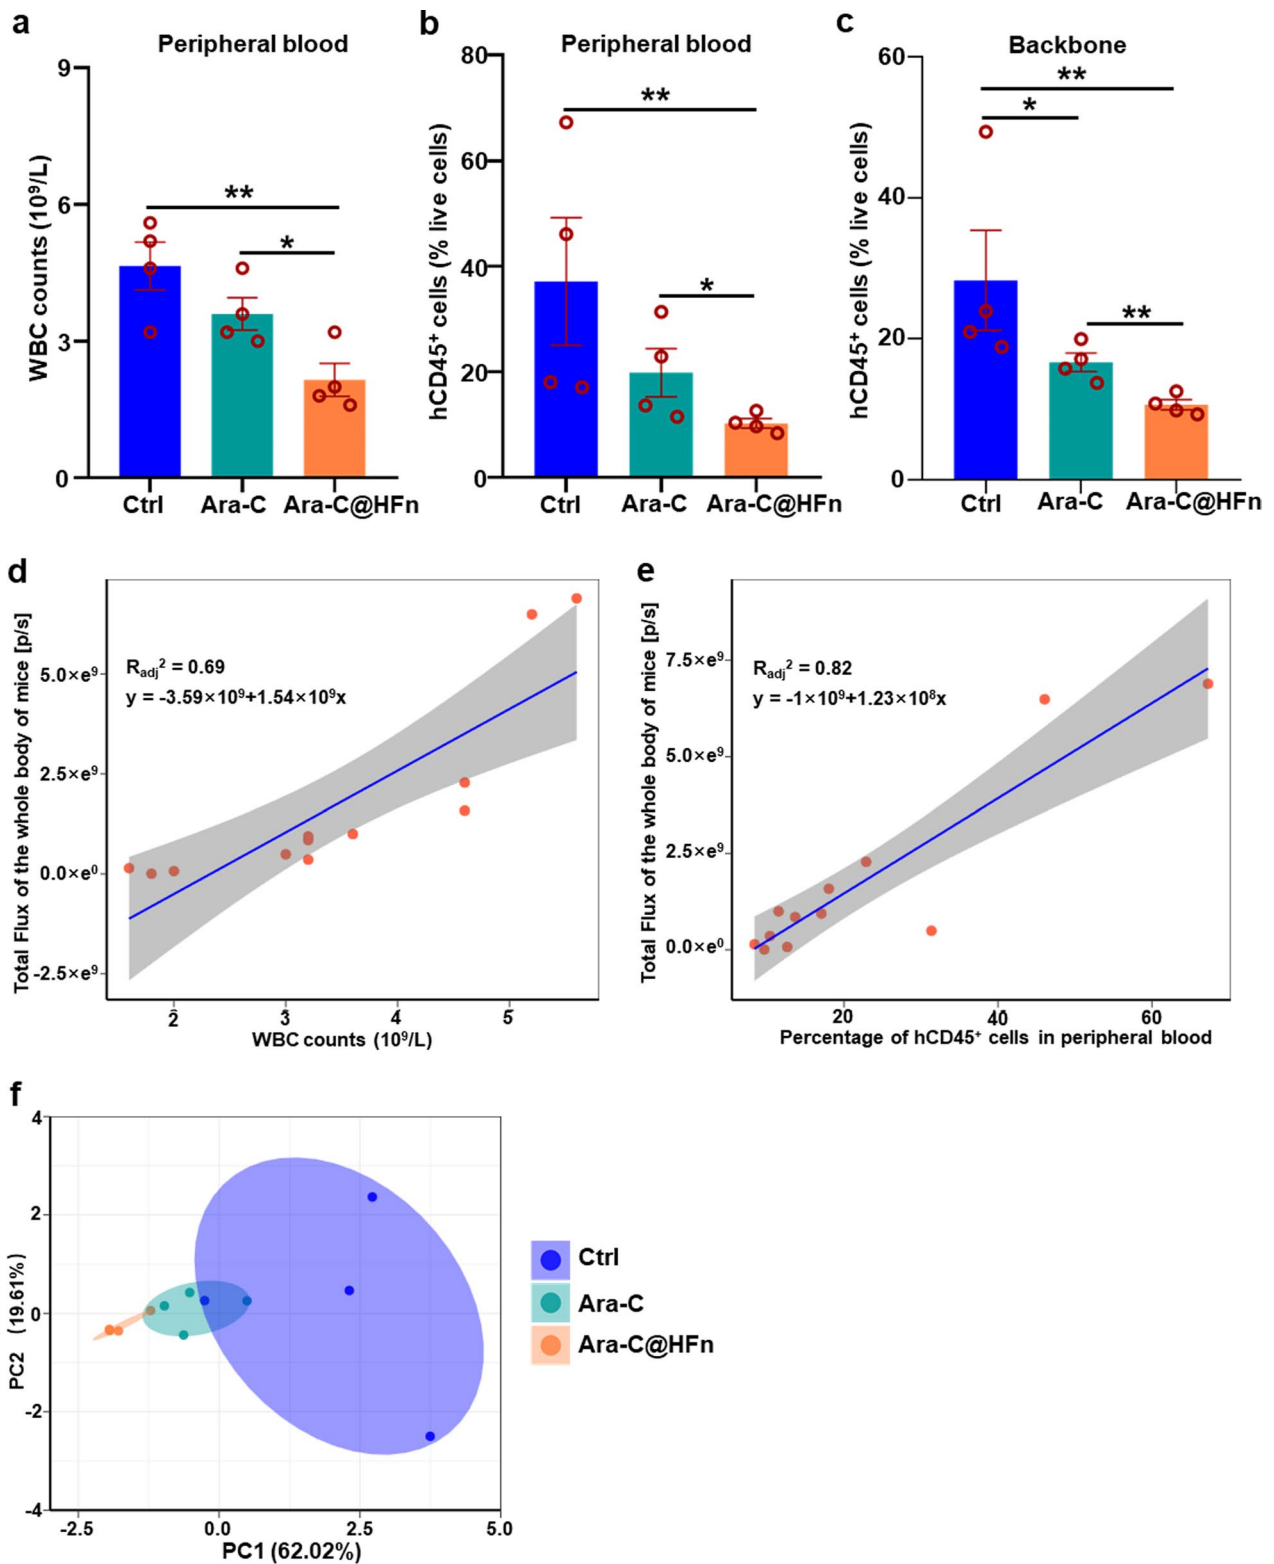 a
Peripheral blood
WBC counts (10⁹/L)
9
6
3
0
**
*
Ctrl
Ara-C
Ara-C@HFn
b
Peripheral blood
hCD45⁺ cells (% live cells)
80
60
40
20
0
**
*
Ctrl
Ara-C
Ara-C@HFn
c
Backbone
hCD45⁺ cells (% live cells)
60
40
20
0
**
*
**
Ctrl
Ara-C
Ara-C@HFn
d
Total Flux of the whole body of mice [p/s]
R_adj² = 0.69
y = -3.59×10⁹+1.54×10⁹x
5.0×e⁹
2.5×e⁹
0.0×e⁰
-2.5×e⁹
2 3 4 5
WBC counts (10⁹/L)
e
Total Flux of the whole body of mice [p/s]
R_adj² = 0.82
y = -1×10⁹+1.23×10⁸x
7.5×e⁹
5.0×e⁹
2.5×e⁹
0.0×e⁰
20 40 60
Percentage of hCD45⁺ cells in peripheral blood
f
PC2 (19.61%)
4
2
0
-2
-4
-2.5 0.0 2.5 5.0
PC1 (62.02%)
Ctrl
Ara-C
Ara-C@HFn